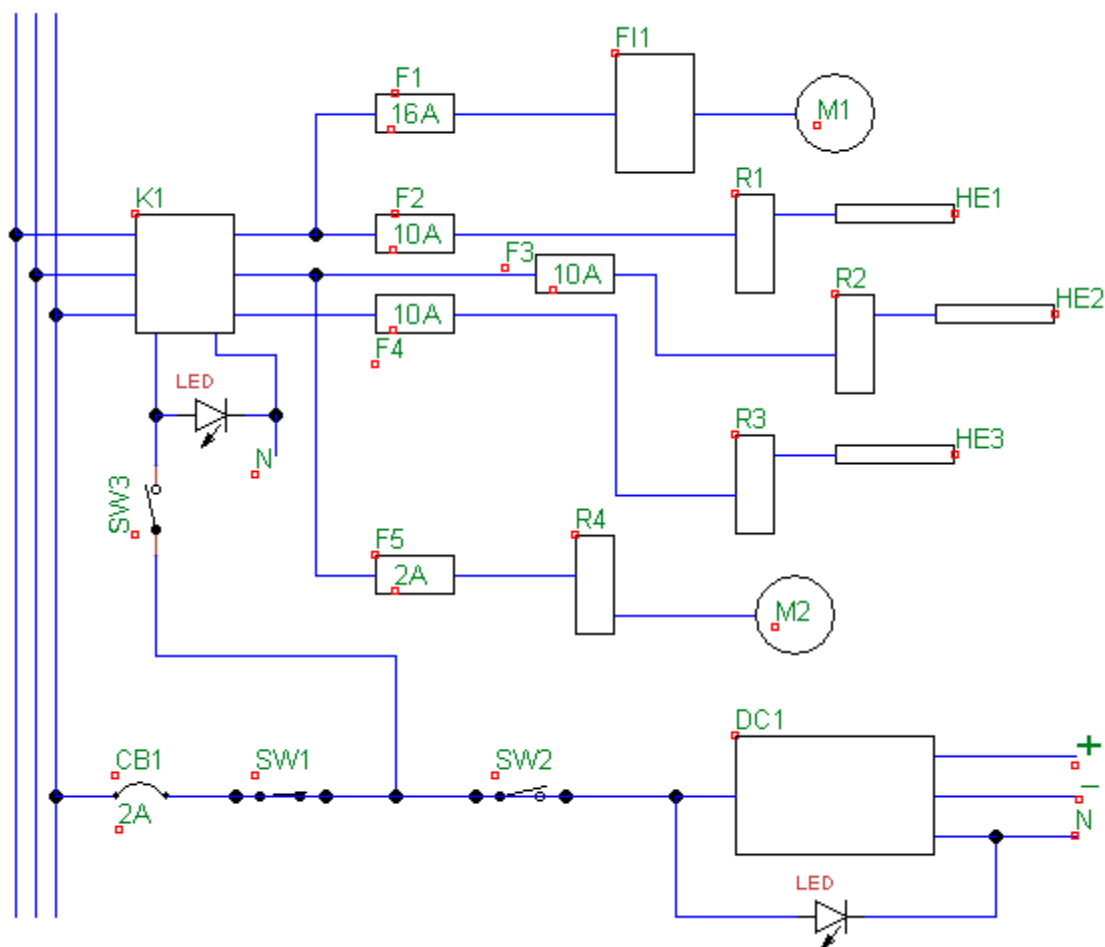 FI1
F1
16A
M1
K1
F2
R1
HE1
10A
F3
10A
R2
HE2
10A
F4
LED
N
R3
HE3
SW3
F5
R4
2A
M2
DC1
CB1
SW1
SW2
+
2A
−
N
LED